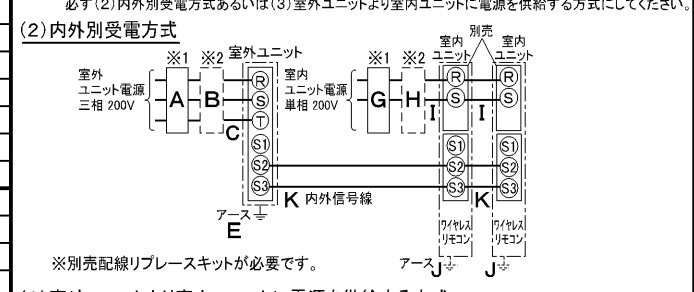 必ず(2)内外別受電方式あるいは(3)室外ユニットより室内ユニットに電源を供給する方式にしてください。
(2)内外別受電方式
別売
※1 ※2 室外ユニット ※1 ※2 室内ユニット 室内ユニット
室外
ユニット電源
三相 200V
A B C
R
S
T
S1
S2
S3
室内
ユニット電源
単相 200V
G H I I
R R
S S
S1 S1
S2 S2
S3 S3
K 内外信号線 K
アース
E
ワイヤレスリモコン ワイヤレスリモコン
アース J J
※別売配線リプレースキットが必要です。